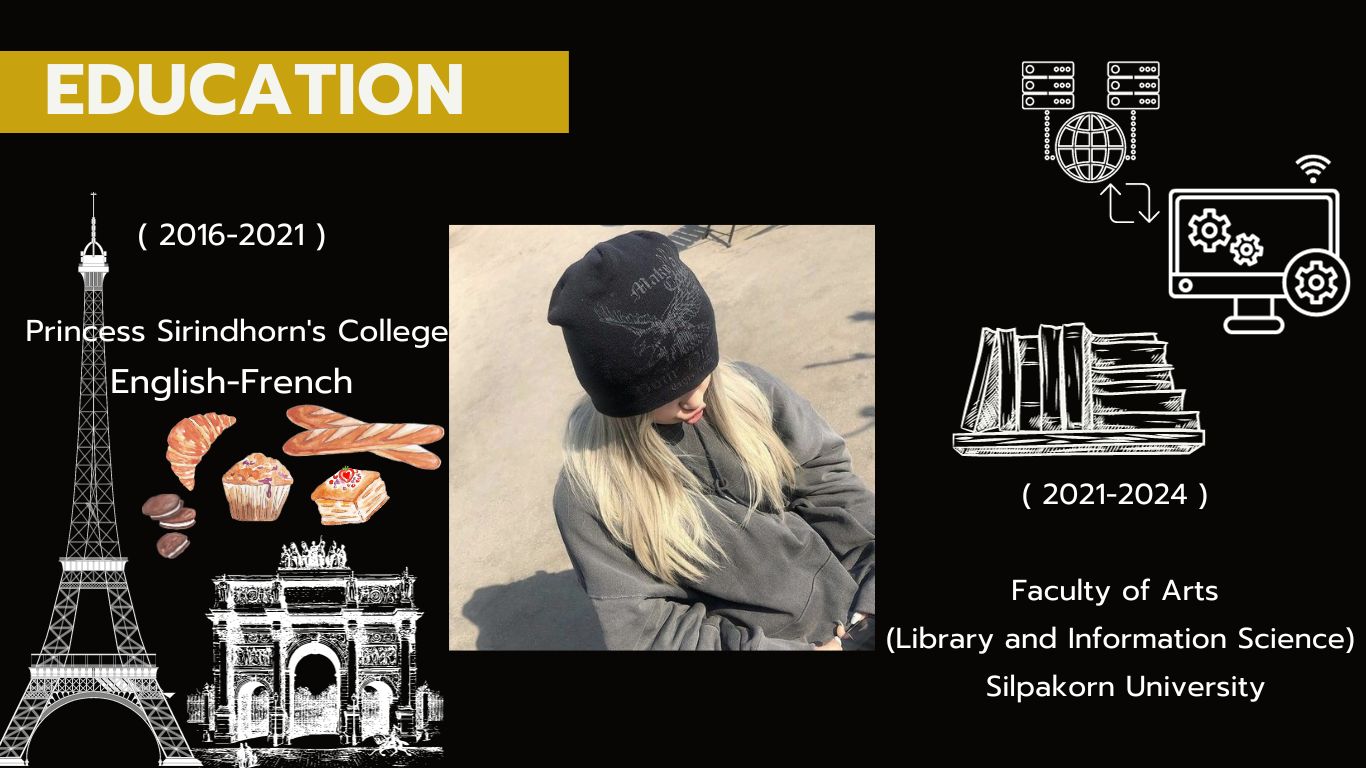 EDUCATION
( 2016-2021 )
Princess Sirindhorn's College
English-French
( 2021-2024 )
Faculty of Arts
(Library and Information Science)
Silpakorn University